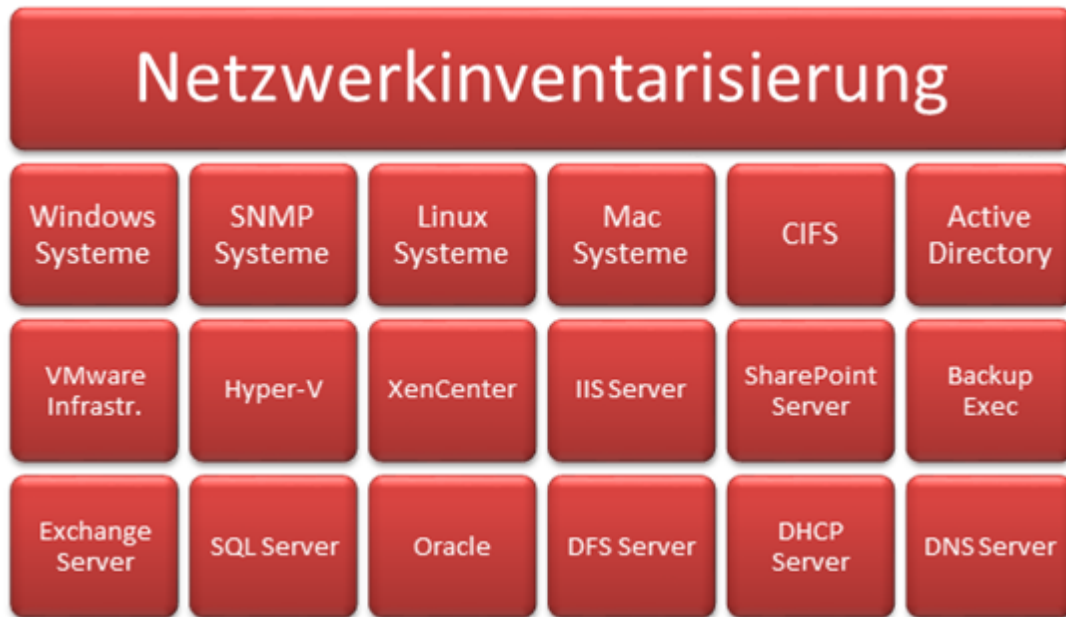 Netzwerkinventarisierung
Windows
Systeme
SNMP
Systeme
Linux
Systeme
Mac
Systeme
CIFS
Active
Directory
VMware
Infrastr.
Hyper-V
XenCenter
IIS Server
SharePoint
Server
Backup
Exec
Exchange
Server
SQL Server
Oracle
DFS Server
DHCP
Server
DNS Server